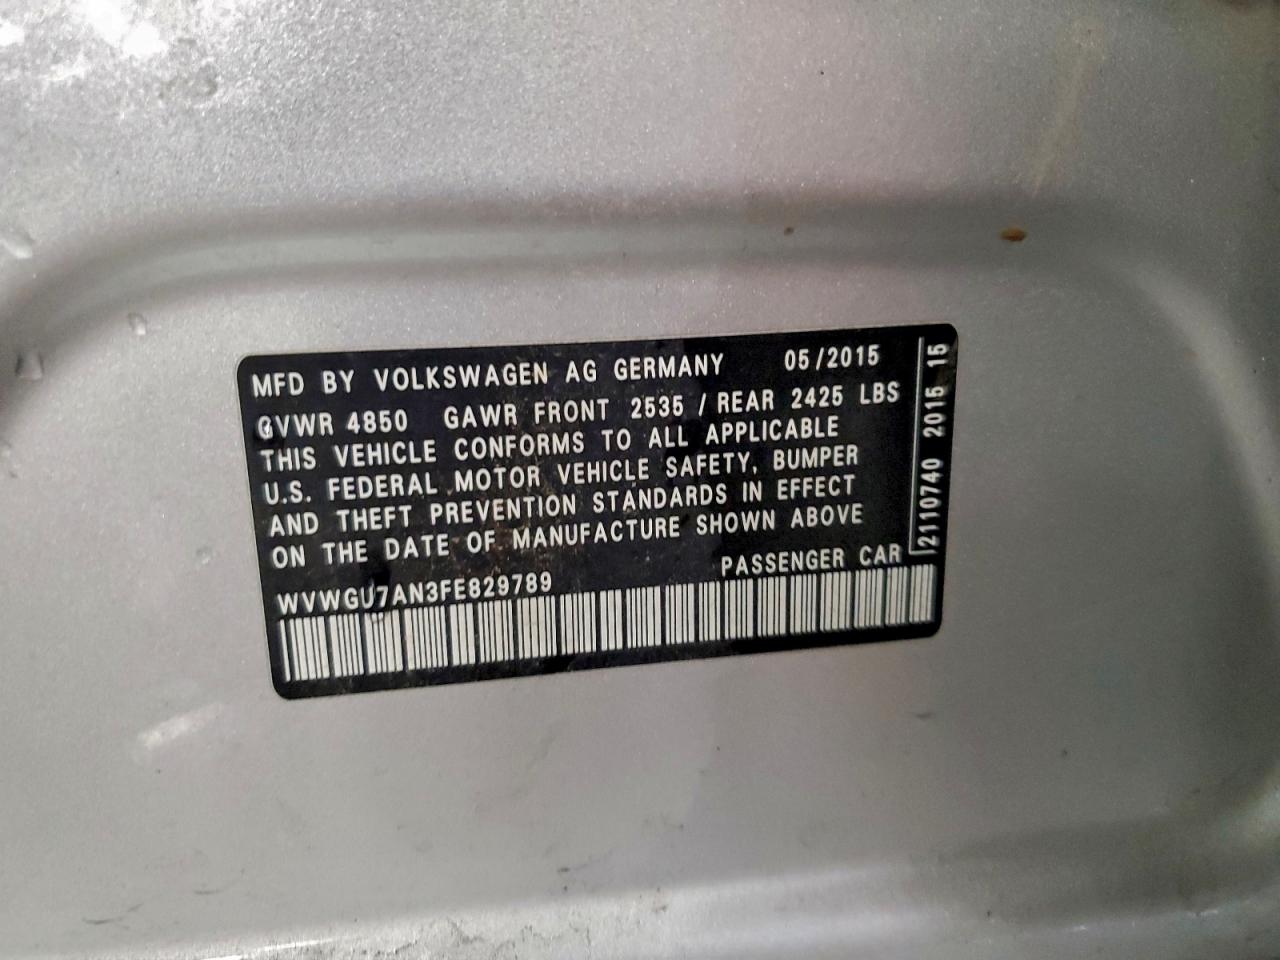 MFD BY VOLKSWAGEN AG GERMANY 05/2015
GVWR 4850 GAWR FRONT 2535 / REAR 2425 LBS
THIS VEHICLE CONFORMS TO ALL APPLICABLE
U.S. FEDERAL MOTOR VEHICLE SAFETY, BUMPER
AND THEFT PREVENTION STANDARDS IN EFFECT
ON THE DATE OF MANUFACTURE SHOWN ABOVE
PASSENGER CAR
WVWGU7AN3FE829789
2110740 2015 15